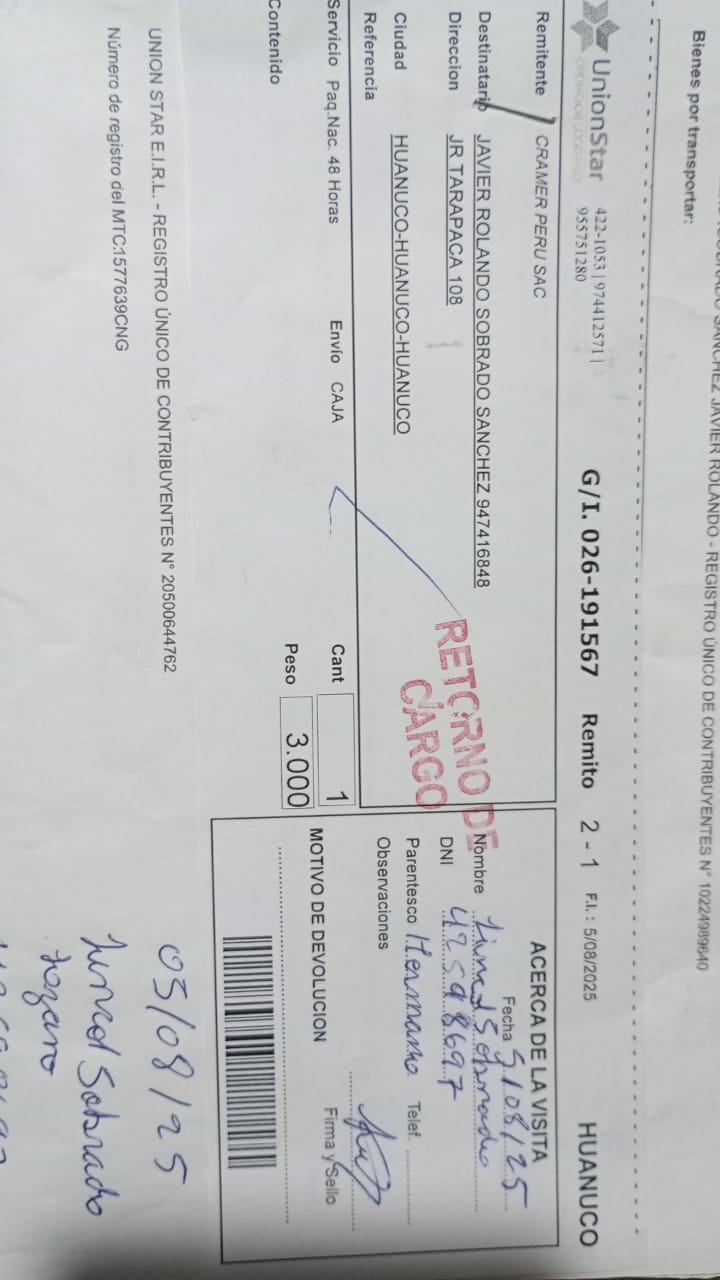 SANCHEZ JAVIER ROLANDO - REGISTRO ÚNICO DE CONTRIBUYENTES N° 10224989640
Bienes por transportar:
UnionStar
OPERADOR LOGISTICO
422-1053 | 974412571 |
955751280
G/I. 026-191567 Remito 2 - 1 F.I. : 5/08/2025 HUANUCO
Remitente CRAMER PERU SAC
Destinatario JAVIER ROLANDO SOBRADO SANCHEZ 947416848
Direccion JR TARAPACA 108
Ciudad HUANUCO-HUANUCO-HUANUCO
Referencia
RETORNO DE
CARGO
Servicio Paq.Nac. 48 Horas Envío CAJA Cant 1
Peso 3.000
Contenido
ACERCA DE LA VISITA
Fecha 5/08/25
Nombre Sobrado
DNI 42598697
Parentesco Hermano Telef.
Observaciones
MOTIVO DE DEVOLUCION
Firma y Sello
UNION STAR E.I.R.L. - REGISTRO ÚNICO DE CONTRIBUYENTES N° 20500644762
Número de registro del MTC:1577639CNG
05/08/25
Sobrado
Lozano